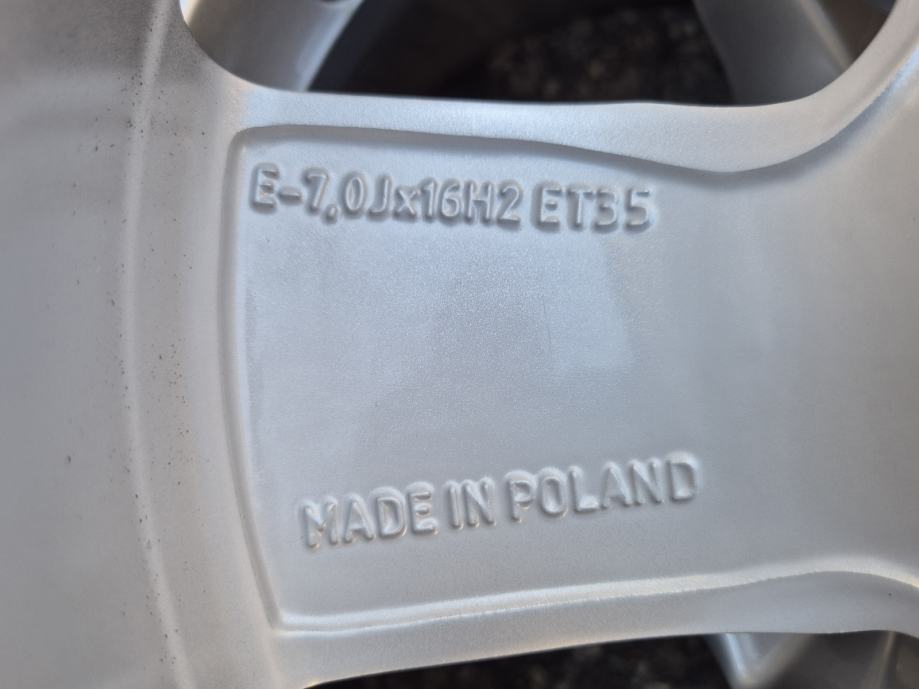 E-7,0Jx16H2 ET35
MADE IN POLAND